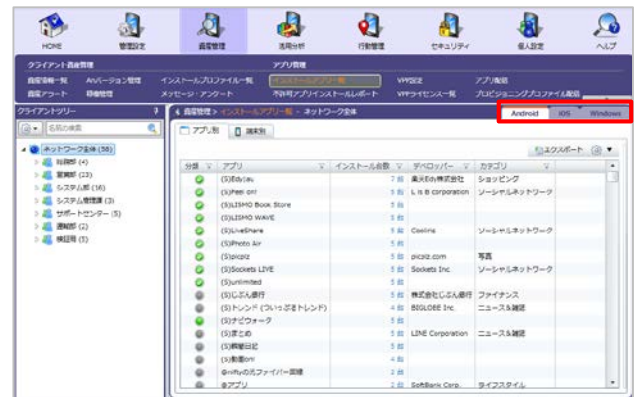 HOME 管理設定 資産管理 活用分析 行動管理 セキュリティ 個人設定 ヘルプ
クライアント資産管理 アプリ管理
資産情報一覧 AnVバージョン管理 インストールプロファイル一覧 インストールアプリ一覧 VPP設定 アプリ配信
資産アラート 稼働管理 メッセージ・アンケート 不許可アプリインストールレポート VPPライセンス一覧 プロビジョニングプロファイル配信
クライアントツリー
資産管理> インストールアプリ一覧 - ネットワーク全体
Android iOS Windows
名称の検索
アプリ別 端末別
エクスポート
ネットワーク全体 (58)
(4)
営業部 (23)
システム部 (16)
システム管理課 (3)
サポートセンター (5)
運輸部 (2)
検証用 (5)
分類 アプリ インストール台数 デベロッパー カテゴリ
(S)Edy(au 7 台 楽天Edy株式会社 ショッピング
(S)Feel on! 5 台 L is B corporation ソーシャルネットワーク
(S)LISMO Book Store 5 台
(S)LISMO WAVE 5 台
(S)LiveShare 5 台 Cooliris ソーシャルネットワーク
(S)Photo Air 5 台
(S)picplz 5 台 picplz.com 写真
(S)Sockets LIVE 5 台 Sockets Inc. ソーシャルネットワーク
(S)unlimited 5 台
(S)じぶん銀行 5 台 株式会社じぶん銀行 ファイナンス
(S)トレンド (ついっぷるトレンド) 4 台 BIGLOBE Inc. ニュース&雑誌
(S)ナビウォーク 5 台
(S)まとめ 5 台 LINE Corporation ニュース&雑誌
5 台
(S)動画on! 4 台
@niftyの光ファイバー回線 2 台
@アプリ 2 台 SoftBank Corp. ライフスタイル